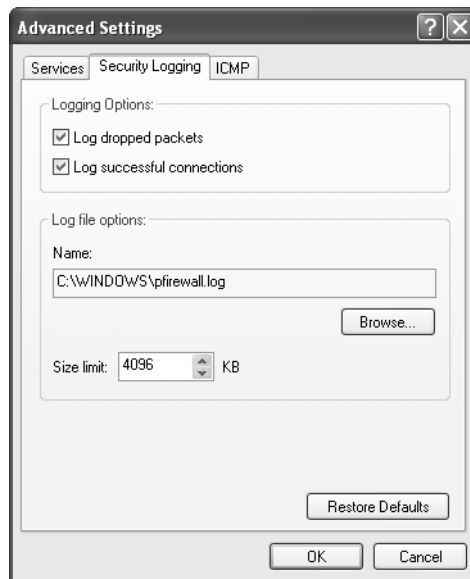 Advanced Settings
Services Security Logging ICMP
Logging Options:
Log dropped packets
Log successful connections
Log file options:
Name:
C:\WINDOWS\pfirewall.log
Browse...
Size limit: 4096 KB
Restore Defaults
OK Cancel